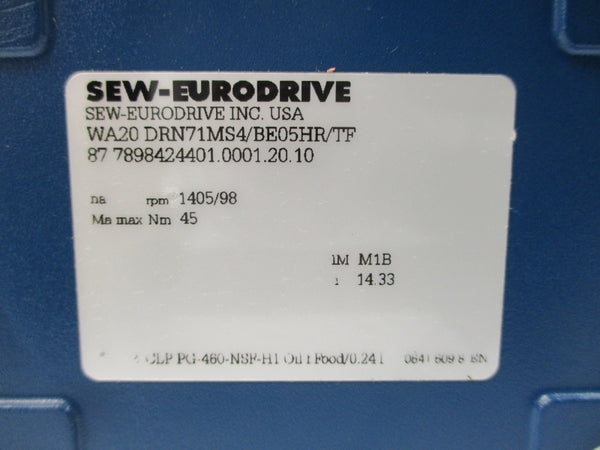 SEW-EURODRIVE
SEW-EURODRIVE INC. USA
WA20 DRN71MS4/BE05HR/TF
87 7898424401.0001.20.10
na rpm 1405/98
Ma max Nm 45
IM M1B
i 14.33
CLP PG-460-NSF-H1 Oil f Food/0.24 l 0641 609 8 EN